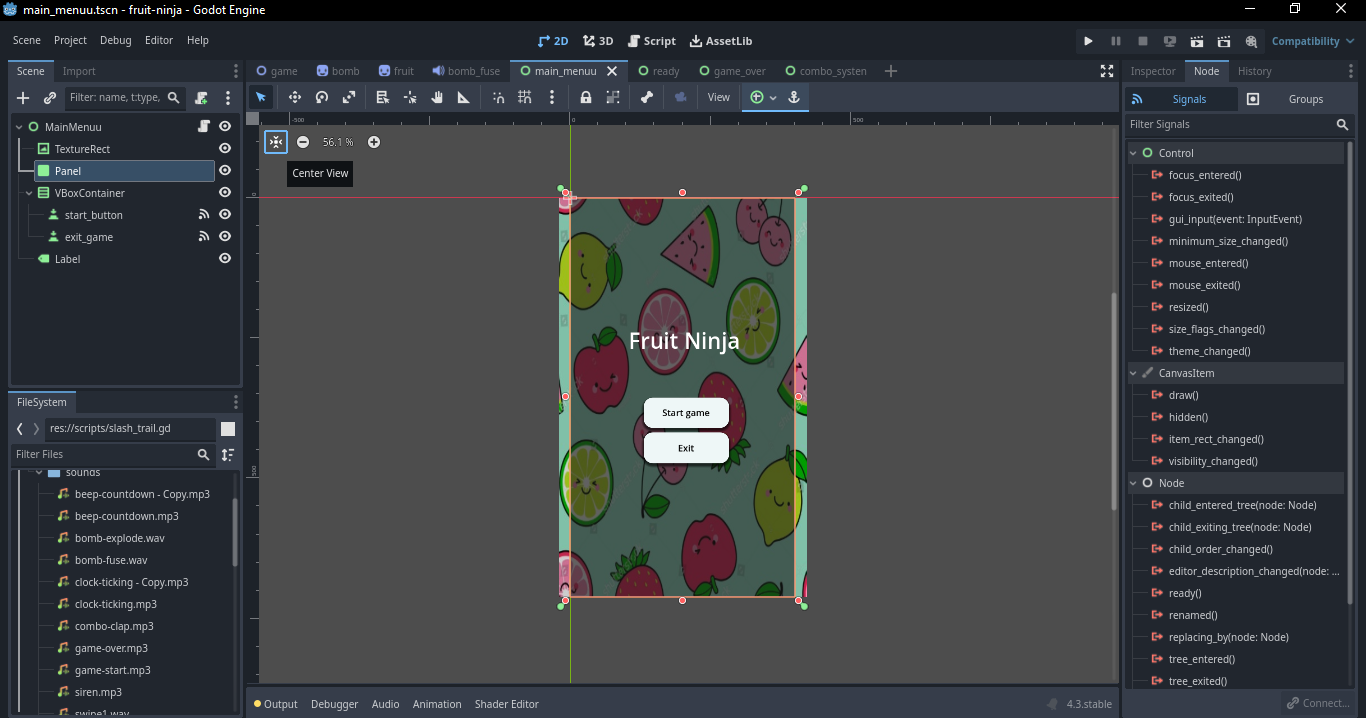 main_menuu.tscn - fruit-ninja - Godot Engine
Scene Project Debug Editor Help
2D 3D Script AssetLib
Compatibility
Scene Import
game bomb fruit bomb_fuse main_menuu ready game_over combo_systen
Inspector Node History
Filter: name, t:type,
View
Signals Groups
Filter Signals
MainMenuu
TextureRect
Panel
VBoxContainer
start_button
exit_game
Label
-500 0 500
0
500
56.1 %
Center View
Fruit Ninja
Start game
Exit
Control
focus_entered()
focus_exited()
gui_input(event: InputEvent)
minimum_size_changed()
mouse_entered()
mouse_exited()
resized()
size_flags_changed()
theme_changed()
CanvasItem
draw()
hidden()
item_rect_changed()
visibility_changed()
Node
child_entered_tree(node: Node)
child_exiting_tree(node: Node)
child_order_changed()
editor_description_changed(node: ...
ready()
renamed()
replacing_by(node: Node)
tree_entered()
tree_exited()
Connect...
FileSystem
res://scripts/slash_trail.gd
Filter Files
sounds
beep-countdown - Copy.mp3
beep-countdown.mp3
bomb-explode.wav
bomb-fuse.wav
clock-ticking - Copy.mp3
clock-ticking.mp3
combo-clap.mp3
game-over.mp3
game-start.mp3
siren.mp3
swipe1.wav
Output Debugger Audio Animation Shader Editor
4.3.stable